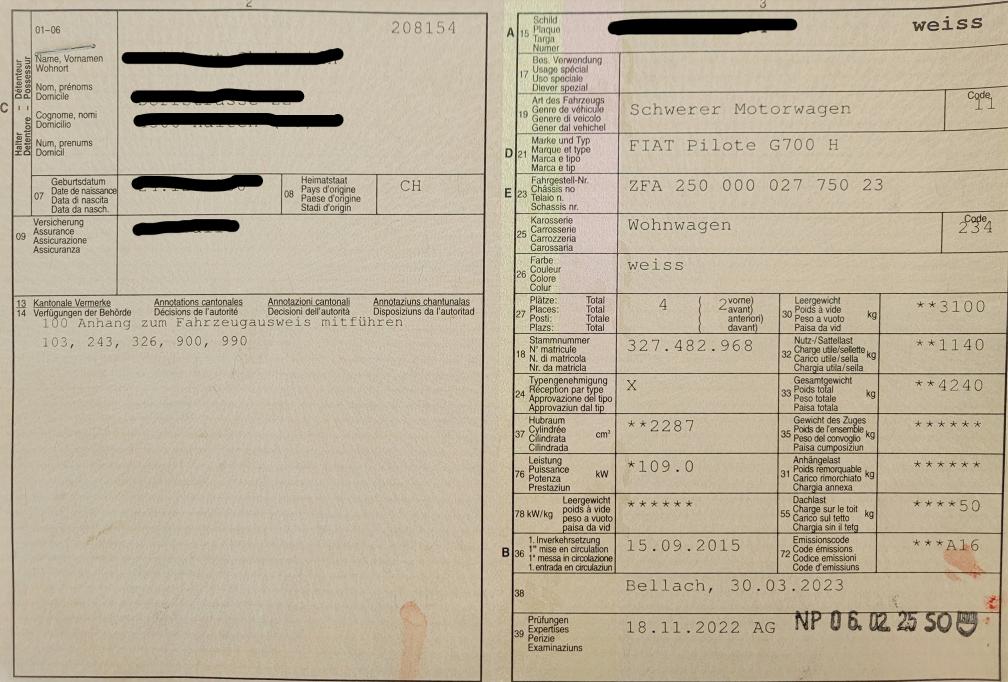 2
01-06
208154
C
Halter Détenteur
Detentore Possessur
Name, Vornamen
Wohnort
Nom, prénoms
Domicile
Cognome, nomi
Domicilio
Num, prenums
Domicil
07
Geburtsdatum
Date de naissance
Data di nascita
Data da nasch.
08
Heimatstaat
Pays d'origine
Paese d'origine
Stadi d'origin
CH
09
Versicherung
Assurance
Assicurazione
Assicuranza
13 Kantonale Vermerke Annotations cantonales Annotazioni cantonali Annotaziuns chantunalas
14 Verfügungen der Behörde Décisions de l'autorité Decisioni dell'autorità Disposiziuns da l'autoritad
100 Anhang zum Fahrzeugausweis mitführen
103, 243, 326, 900, 990
3
A 15
Schild
Plaque
Targa
Numer
weiss
17
Bes. Verwendung
Usage spécial
Uso speciale
Diever spezial
19
Art des Fahrzeugs
Genre de véhicule
Genere di veicolo
Gener dal vehichel
Schwerer Motorwagen
Code
11
D 21
Marke und Typ
Marque et type
Marca e tipo
Marca e tip
FIAT Pilote G700 H
E 23
Fahrgestell-Nr.
Châssis no
Telaio n.
Schassis nr.
ZFA 250 000 027 750 23
25
Karosserie
Carrosserie
Carrozzeria
Carossaria
Wohnwagen
Code
234
26
Farbe
Couleur
Colore
Colur
weiss
27
Plätze: Total
Places: Total
Posti: Totale
Plazs: Total
4 ( 2 vorne)
( avant)
( anteriori)
( davant)
30
Leergewicht
Poids à vide
Peso a vuoto
Paisa da vid
kg
**3100
18
Stammnummer
N° matricule
N. di matricola
Nr. da matricla
327.482.968
32
Nutz-/Sattellast
Charge utile/sellette
Carico utile/sella
Chargia utila/sella
kg
**1140
24
Typengenehmigung
Réception par type
Approvazione del tipo
Approvaziun dal tip
X
33
Gesamtgewicht
Poids total
Peso totale
Paisa totala
kg
**4240
37
Hubraum
Cylindrée
Cilindrata
Cilindrada
cm³
**2287
35
Gewicht des Zuges
Poids de l'ensemble
Peso del convoglio
Paisa cumposiziun
kg
******
76
Leistung
Puissance
Potenza
Prestaziun
kW
*109.0
31
Anhängelast
Poids remorquable
Carico rimorchiato
Chargia annexa
kg
******
78 kW/kg
Leergewicht
poids à vide
peso a vuoto
paisa da vid
******
55
Dachlast
Charge sur le toit
Carico sul tetto
Chargia sin il tetg
kg
****50
B 36
1. Inverkehrsetzung
1re mise en circulation
1a messa in circolazione
1. entrada en circulaziun
15.09.2015
72
Emissionscode
Code émissions
Codice emissioni
Code d'emissiuns
***A16
38
Bellach, 30.03.2023
39
Prüfungen
Expertises
Perizie
Examinaziuns
18.11.2022 AG
NP 06.02.25 SO